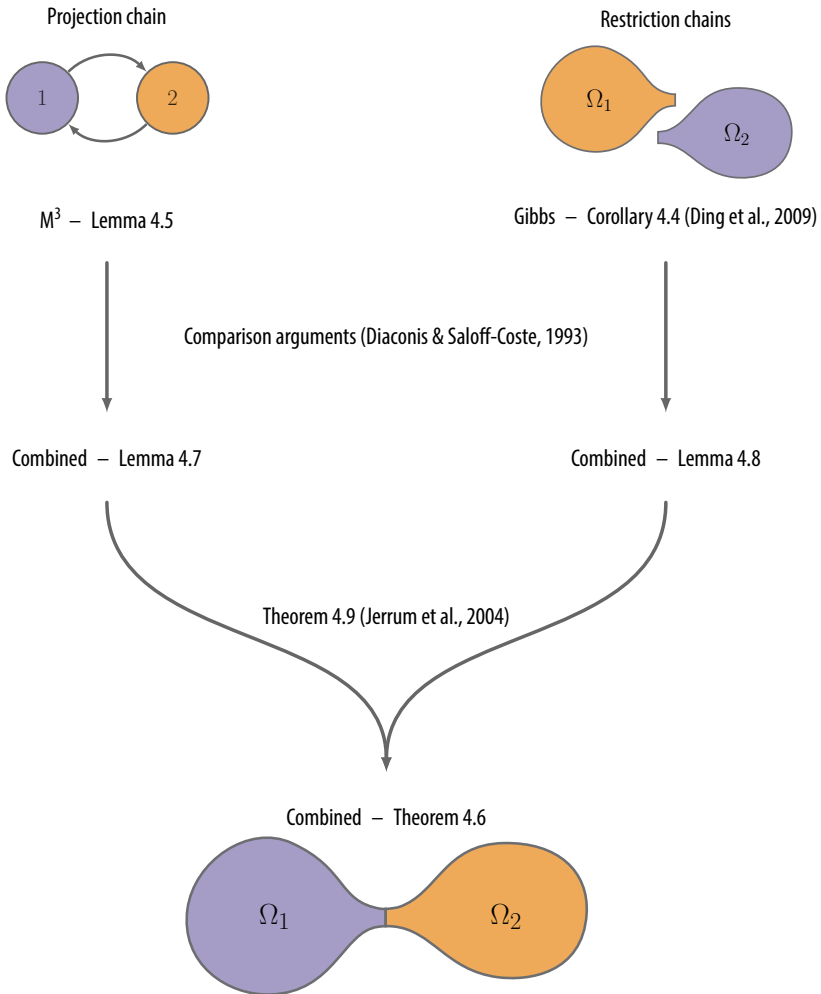 Projection chain
Restriction chains
1
2
Ω1
Ω2
M³ – Lemma 4.5
Gibbs – Corollary 4.4 (Ding et al., 2009)
Comparison arguments (Diaconis & Saloff-Coste, 1993)
Combined – Lemma 4.7
Combined – Lemma 4.8
Theorem 4.9 (Jerrum et al., 2004)
Combined – Theorem 4.6
Ω1
Ω2